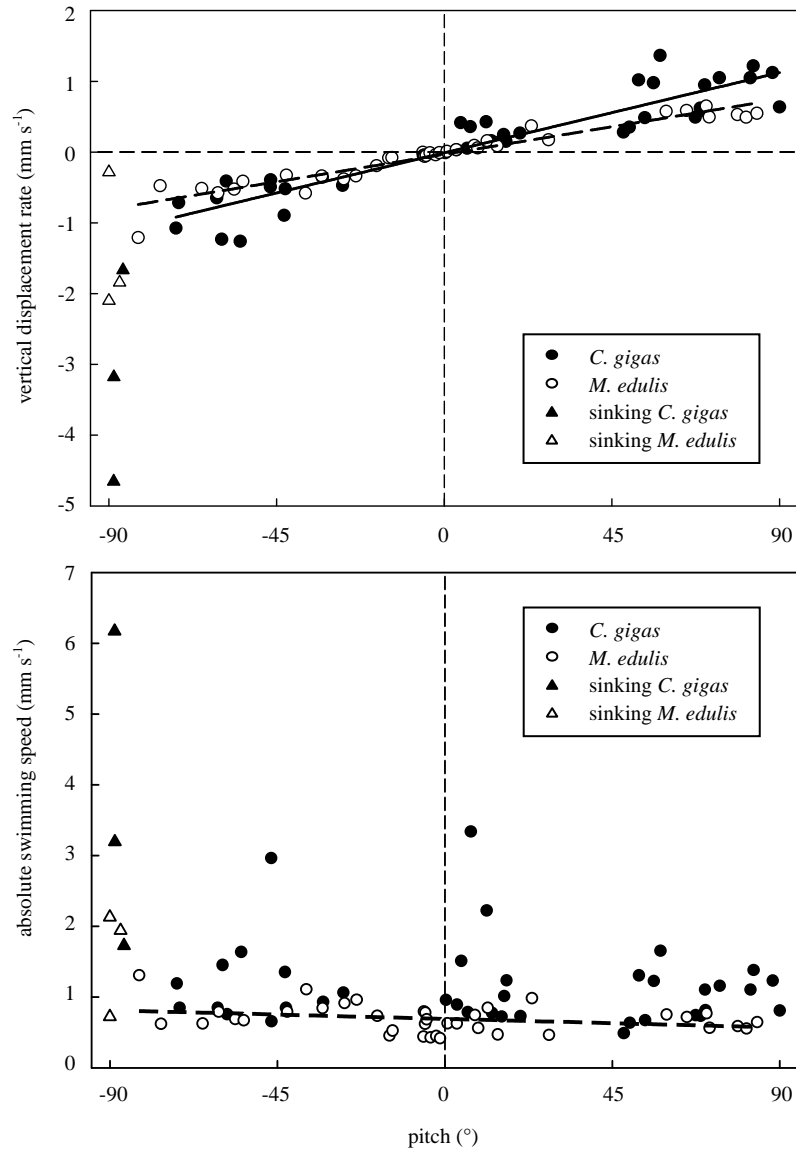 2
1
0
-1
-2
-3
-4
-5
vertical displacement rate (mm s-1)
C. gigas
M. edulis
sinking C. gigas
sinking M. edulis
-90 -45 0 45 90
7
6
5
4
3
2
1
0
absolute swimming speed (mm s-1)
C. gigas
M. edulis
sinking C. gigas
sinking M. edulis
-90 -45 0 45 90
pitch (°)